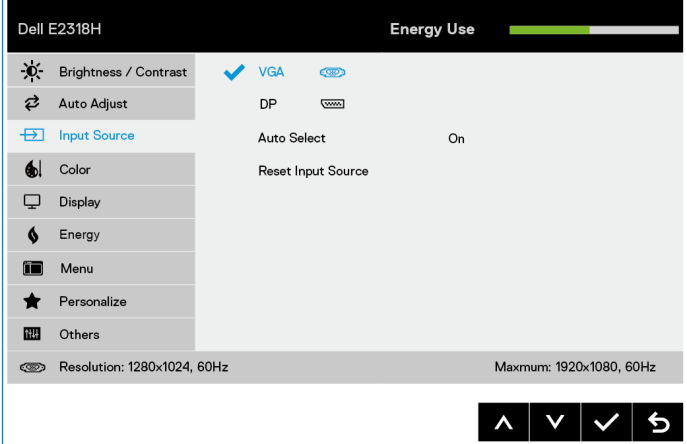 Dell E2318H Energy Use
Brightness / Contrast VGA
Auto Adjust DP
Input Source Auto Select On
Color Reset Input Source
Display
Energy
Menu
Personalize
Others
Resolution: 1280x1024, 60Hz Maxmum: 1920x1080, 60Hz